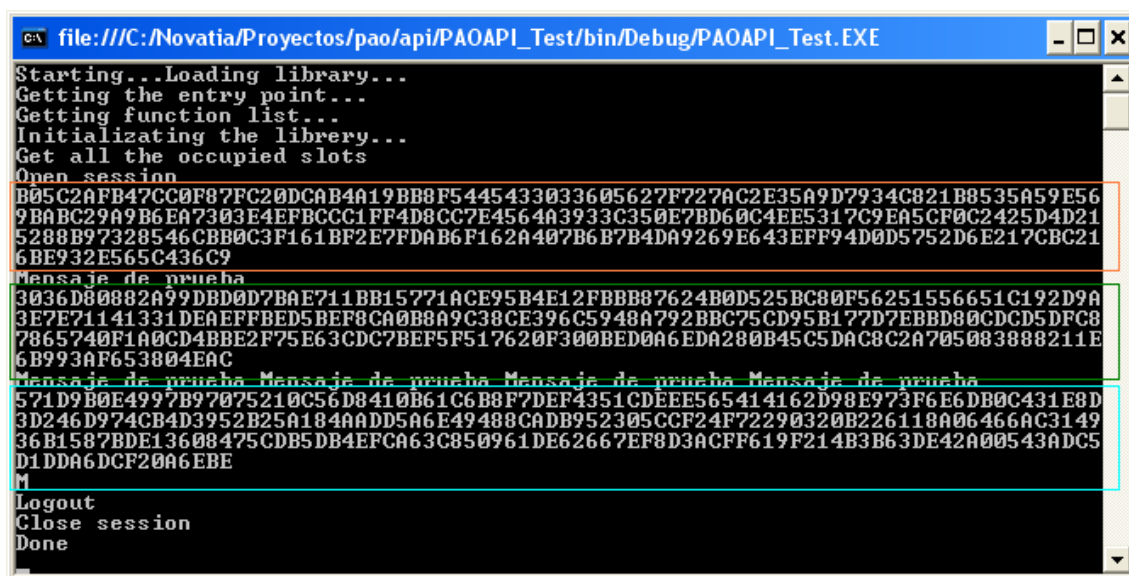 file:///C:/Novatia/Proyectos/pao/api/PAOAPI_Test/bin/Debug/PAOAPI_Test.EXE
Starting...Loading library...
Getting the entry point...
Getting function list...
Initializating the librery...
Get all the occupied slots
Open session
B05C2AFB47CC0F87FC20DCAB4A19BB8F5445433033605627F727AC2E35A9D7934C821B8535A59E56
9BABC29A9B6EA7303E4EFBCCC1FF4D8CC7E4564A3933C350E7BD60C4EE5317C9EA5CF0C2425D4D21
5288B97328546CBB0C3F161BF2E7FDAB6F162A407B6B7B4DA9269E643EFF94D0D5752D6E217CBC21
6BE932E565C436C9
Mensaje de prueba
3036D80882A99DBD0D7BAE711BB15771ACE95B4E12FBBB87624B0D525BC80F56251556651C192D9A
3E7E71141331DEAEFFBED5BEF8CA0B8A9C38CE396C5948A792BBC75CD95B177D7EBBD80CDCD5DFC8
7865740F1A0CD4BBE2F75E63CDC7BEF5F517620F300BED0A6EDA280B45C5DAC8C2A705083888211E
6B993AF653804EAC
Mensaje de prueba Mensaje de prueba Mensaje de prueba Mensaje de prueba
571D9B0E4997B97075210C56D8410B61C6B8F7DEF4351CDEEE565414162D98E973F6E6DB0C431E8D
3D246D974CB4D3952B25A184AADD5A6E49488CADB952305CCF24F72290320B226118A06466AC3149
36B1587BDE13608475CDB5DB4EFCA63C850961DE62667EF8D3ACFF619F214B3B63DE42A00543ADC5
D1DDA6DCF20A6EBE
M
Logout
Close session
Done